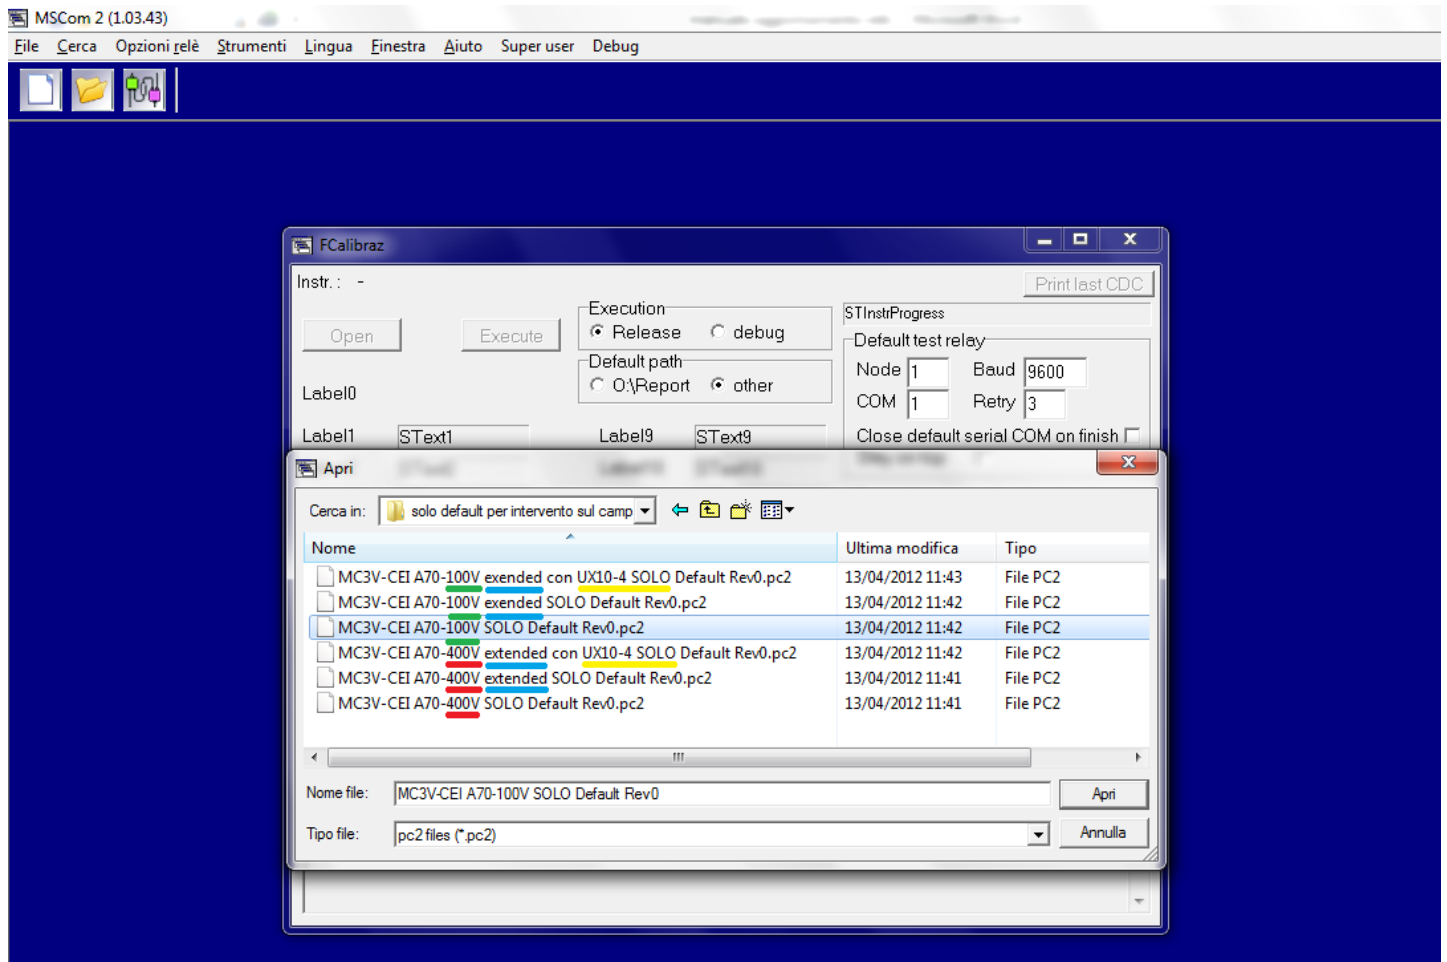 MSCom 2 (1.03.43)
File Cerca Opzioni relè Strumenti Lingua Finestra Aiuto Super user Debug
FCalibraz
Instr. : -
Print last CDC
Open Execute
Execution
Release debug
STInstrProgress
Default path
O:\Report other
Default test relay
Node 1 Baud 9600
COM 1 Retry 3
Label0
Label1 SText1 Label9 SText9
Close default serial COM on finish
Apri
Cerca in: solo default per intervento sul camp
Nome Ultima modifica Tipo
MC3V-CEI A70-100V exended con UX10-4 SOLO Default Rev0.pc2 13/04/2012 11:43 File PC2
MC3V-CEI A70-100V exended SOLO Default Rev0.pc2 13/04/2012 11:42 File PC2
MC3V-CEI A70-100V SOLO Default Rev0.pc2 13/04/2012 11:42 File PC2
MC3V-CEI A70-400V extended con UX10-4 SOLO Default Rev0.pc2 13/04/2012 11:42 File PC2
MC3V-CEI A70-400V extended SOLO Default Rev0.pc2 13/04/2012 11:41 File PC2
MC3V-CEI A70-400V SOLO Default Rev0.pc2 13/04/2012 11:41 File PC2
Nome file: MC3V-CEI A70-100V SOLO Default Rev0 Apri
Tipo file: pc2 files (*.pc2) Annulla